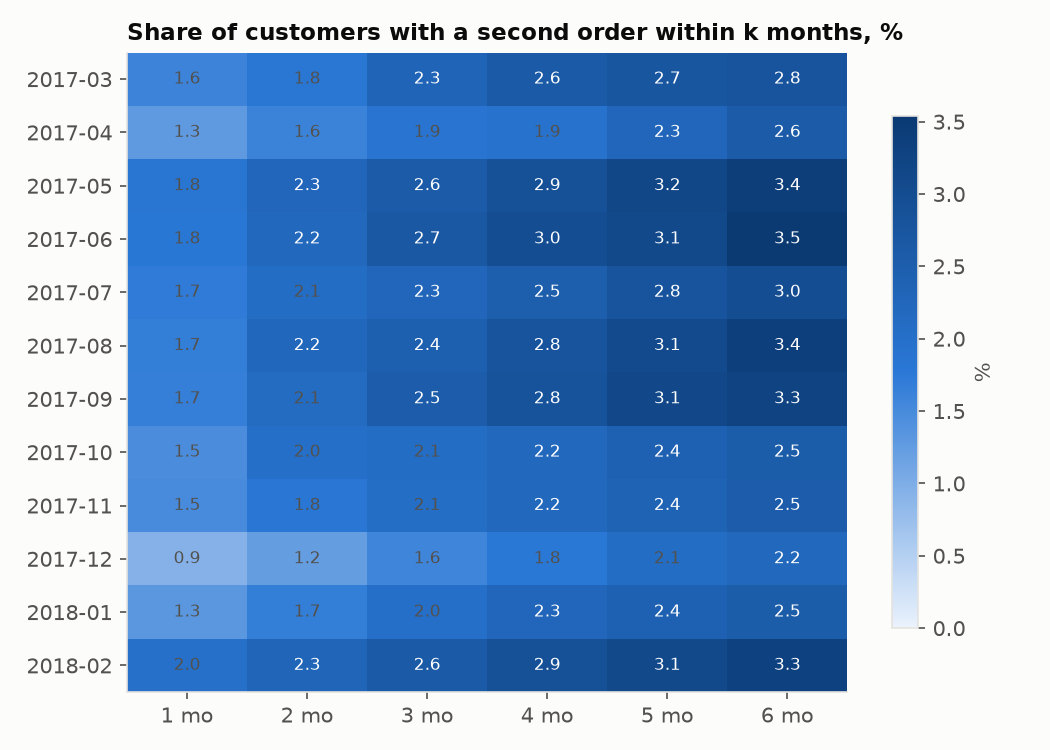 Share of customers with a second order within k months, %
2017-03 1.6 1.8 2.3 2.6 2.7 2.8
2017-04 1.3 1.6 1.9 1.9 2.3 2.6
2017-05 1.8 2.3 2.6 2.9 3.2 3.4
2017-06 1.8 2.2 2.7 3.0 3.1 3.5
2017-07 1.7 2.1 2.3 2.5 2.8 3.0
2017-08 1.7 2.2 2.4 2.8 3.1 3.4
2017-09 1.7 2.1 2.5 2.8 3.1 3.3
2017-10 1.5 2.0 2.1 2.2 2.4 2.5
2017-11 1.5 1.8 2.1 2.2 2.4 2.5
2017-12 0.9 1.2 1.6 1.8 2.1 2.2
2018-01 1.3 1.7 2.0 2.3 2.4 2.5
2018-02 2.0 2.3 2.6 2.9 3.1 3.3
1 mo 2 mo 3 mo 4 mo 5 mo 6 mo
3.5
3.0
2.5
2.0
1.5
1.0
0.5
0.0
%